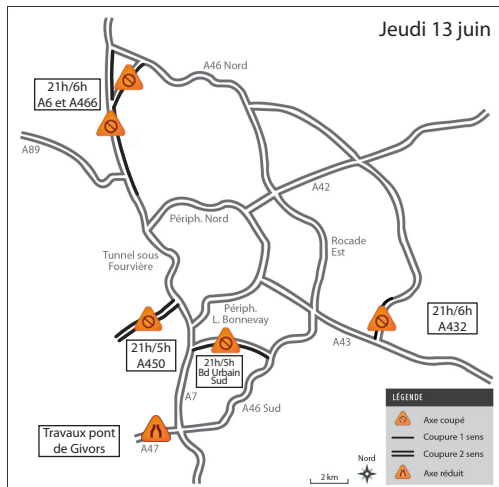 Jeudi 13 juin
A46 Nord
21h/6h
A6 et A466
A89
A42
Périph. Nord
Rocade
Est
Tunnel sous
Fourvière
Périph.
L. Bonnevay
21h/6h
A432
A43
21h/5h
A450
21h/5h
Bd Urbain
Sud
A7
A46 Sud
Travaux pont
de Givors
A47
2 km
Nord
LÉGENDE
Axe coupé
Coupure 1 sens
Coupure 2 sens
Axe réduit